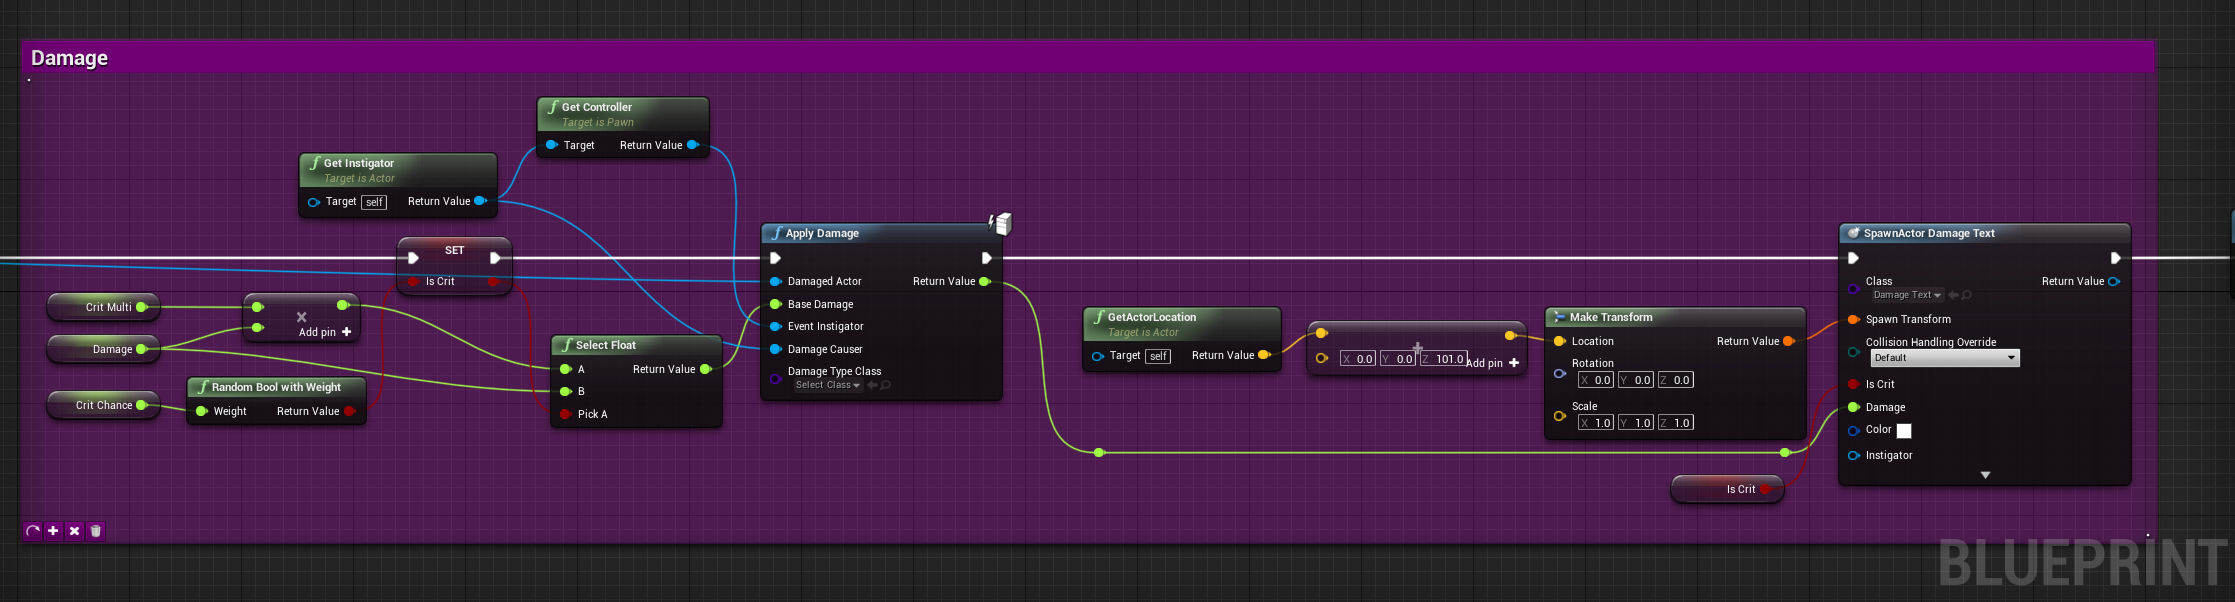 Damage
Get Controller
Target is Pawn
Target Return Value
Get Instigator
Target is Actor
Target self Return Value
SET
Is Crit
Crit Multi
Damage
Crit Chance
×
Add pin +
Random Bool with Weight
Weight Return Value
Select Float
A Return Value
B
Pick A
Apply Damage
Damaged Actor Return Value
Base Damage
Event Instigator
Damage Causer
Damage Type Class
Select Class
GetActorLocation
Target is Actor
Target self Return Value
+
X 0.0 Y 0.0 Z 101.0 Add pin +
Make Transform
Location Return Value
Rotation
X 0.0 Y 0.0 Z 0.0
Scale
X 1.0 Y 1.0 Z 1.0
Is Crit
SpawnActor Damage Text
Class Return Value
Damage Text
Spawn Transform
Collision Handling Override
Default
Is Crit
Damage
Color
Instigator
BLUEPRINT